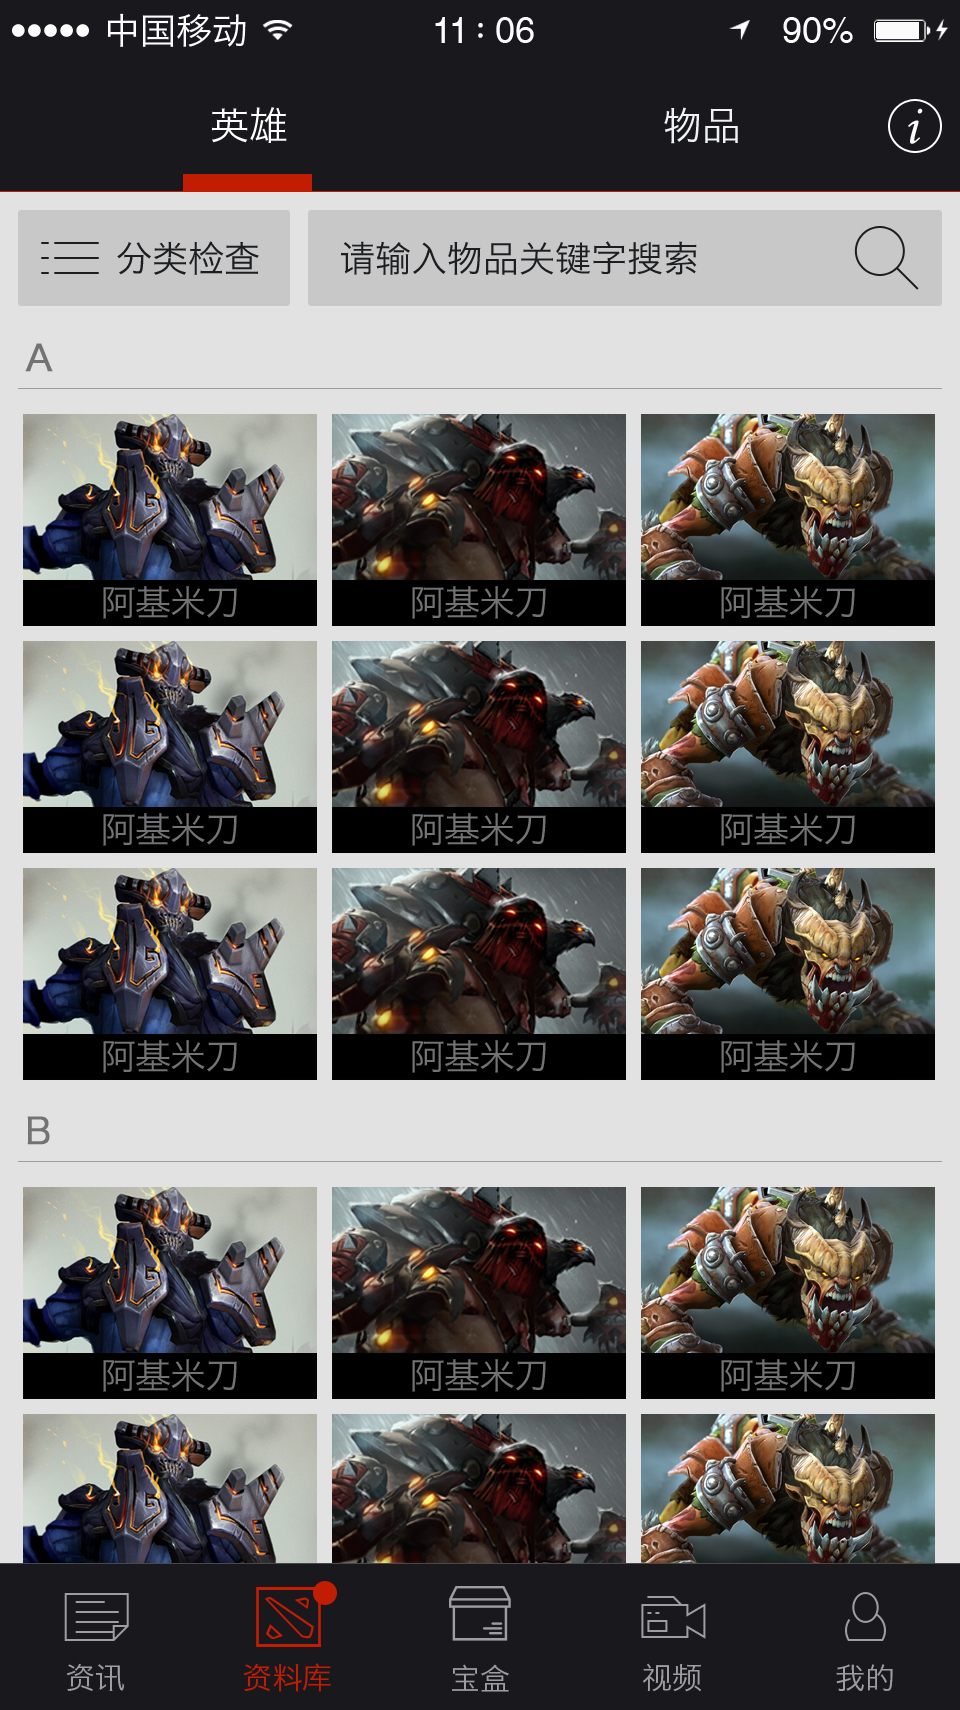 中国移动 11:06 90%
英雄 物品 i
分类检查 请输入物品关键字搜索
A
阿基米刀 阿基米刀 阿基米刀
阿基米刀 阿基米刀 阿基米刀
阿基米刀 阿基米刀 阿基米刀
B
阿基米刀 阿基米刀 阿基米刀
资讯 资料库 宝盒 视频 我的